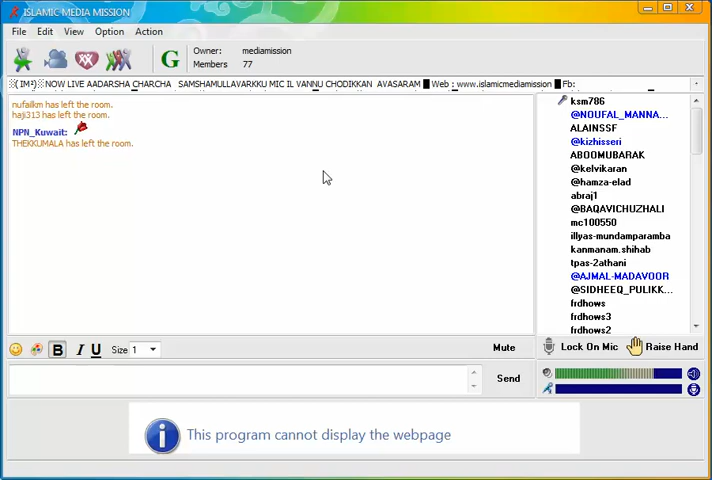 ISLAMIC MEDIA MISSION
File Edit View Option Action
G
Owner: mediamission
Members 77
NOW LIVE AADARSHA CHARCHA SAMSHAMULLAVARKKU MIC IL VANNU CHODIKKAN AVASARAM Web : www.islamicmediamission Fb:
nufailkm has left the room.
haji313 has left the room.
NPN_Kuwait:
THEKKUMALA has left the room.
ksm786
@NOUFAL_MANNA...
ALAINSSF
@kizhisseri
ABOOMUBARAK
@kelvikaran
@hamza-elad
abraj1
@BAQAVICHUZHALI
mc100550
illyas-mundamparamba
kanmanam.shihab
tpas-2athani
@AJMAL-MADAVOOR
@SIDHEEQ_PULIKK...
frdhows
frdhows3
frdhows2
B I U Size 1 Mute
Lock On Mic Raise Hand
Send
This program cannot display the webpage